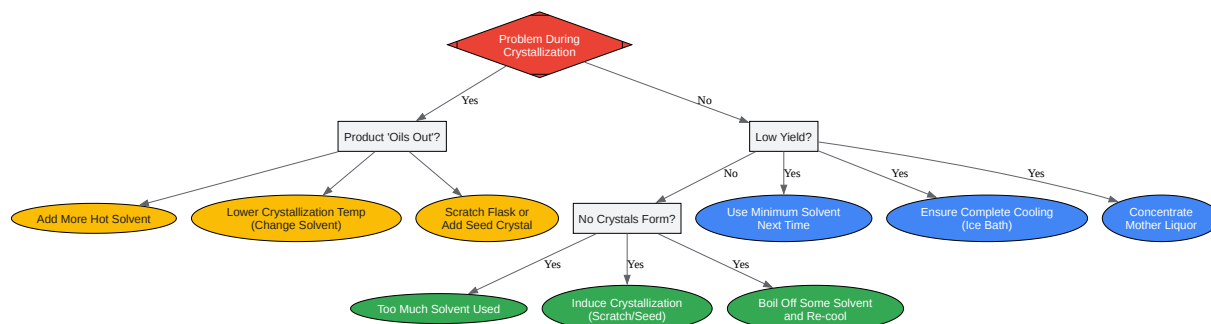 Problem During
Crystallization
Yes
No
Product 'Oils Out'?
Low Yield?
No
Yes
Yes
Yes
Add More Hot Solvent
Lower Crystallization Temp
(Change Solvent)
Scratch Flask or
Add Seed Crystal
No Crystals Form?
Use Minimum Solvent
Next Time
Ensure Complete Cooling
(Ice Bath)
Concentrate
Mother Liquor
Yes
Yes
Yes
Too Much Solvent Used
Induce Crystallization
(Scratch/Seed)
Boil Off Some Solvent
and Re-cool